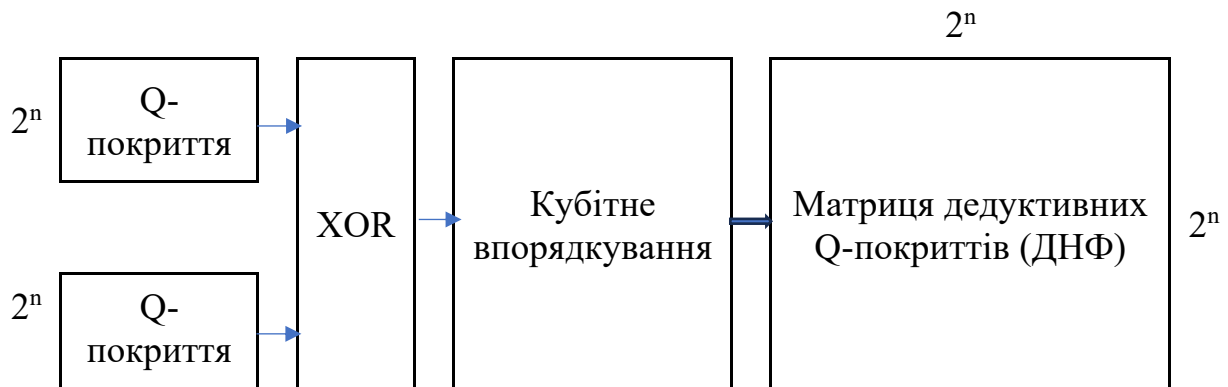 2ⁿ
2ⁿ
Q-
покриття
XOR
Кубітне
впорядкування
Матриця дедуктивних
Q-покриттів (ДНФ)
2ⁿ
2ⁿ
Q-
покриття